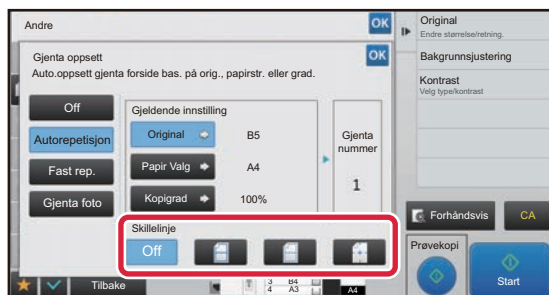 Andre
OK
Gjenta oppsett
OK
Auto.oppsett gjenta forside bas. på orig., papirstr. eller grad.
Off
Autorepetisjon
Fast rep.
Gjenta foto
Gjeldende innstilling
Original
B5
Papir Valg
A4
Kopigrad
100%
Gjenta
nummer
1
Skillelinje
Off
Tilbake
3 B4
4 A3
A4
Original
Endre størrelse/retning.
Bakgrunnsjustering
Kontrast
Velg type/kontrast
Forhåndsvis
CA
Prøvekopi
Start